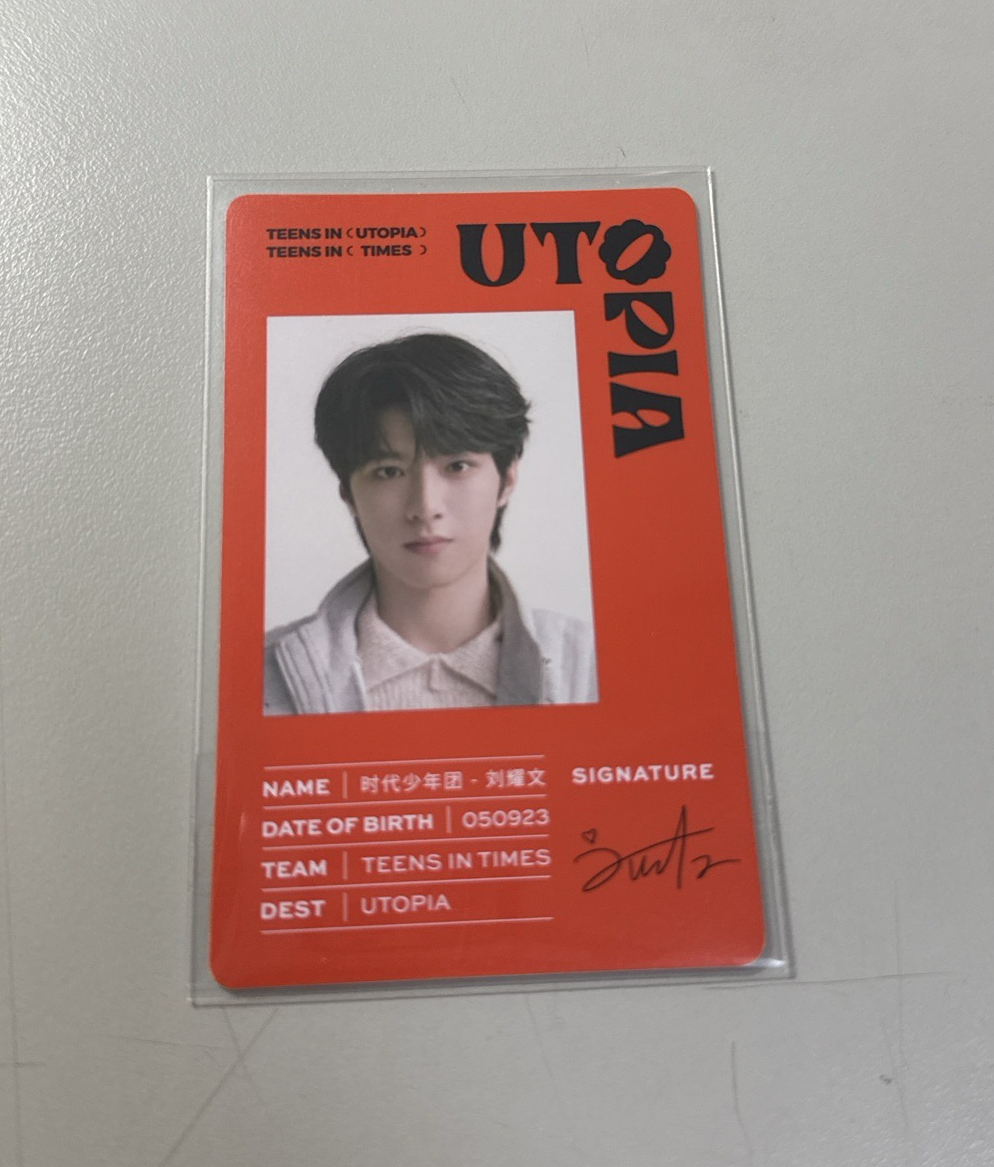 TEENS IN (UTOPIA)
TEENS IN ( TIMES )
UTOPIA
NAME | 时代少年团 - 刘耀文
DATE OF BIRTH | 050923
TEAM | TEENS IN TIMES
DEST | UTOPIA
SIGNATURE